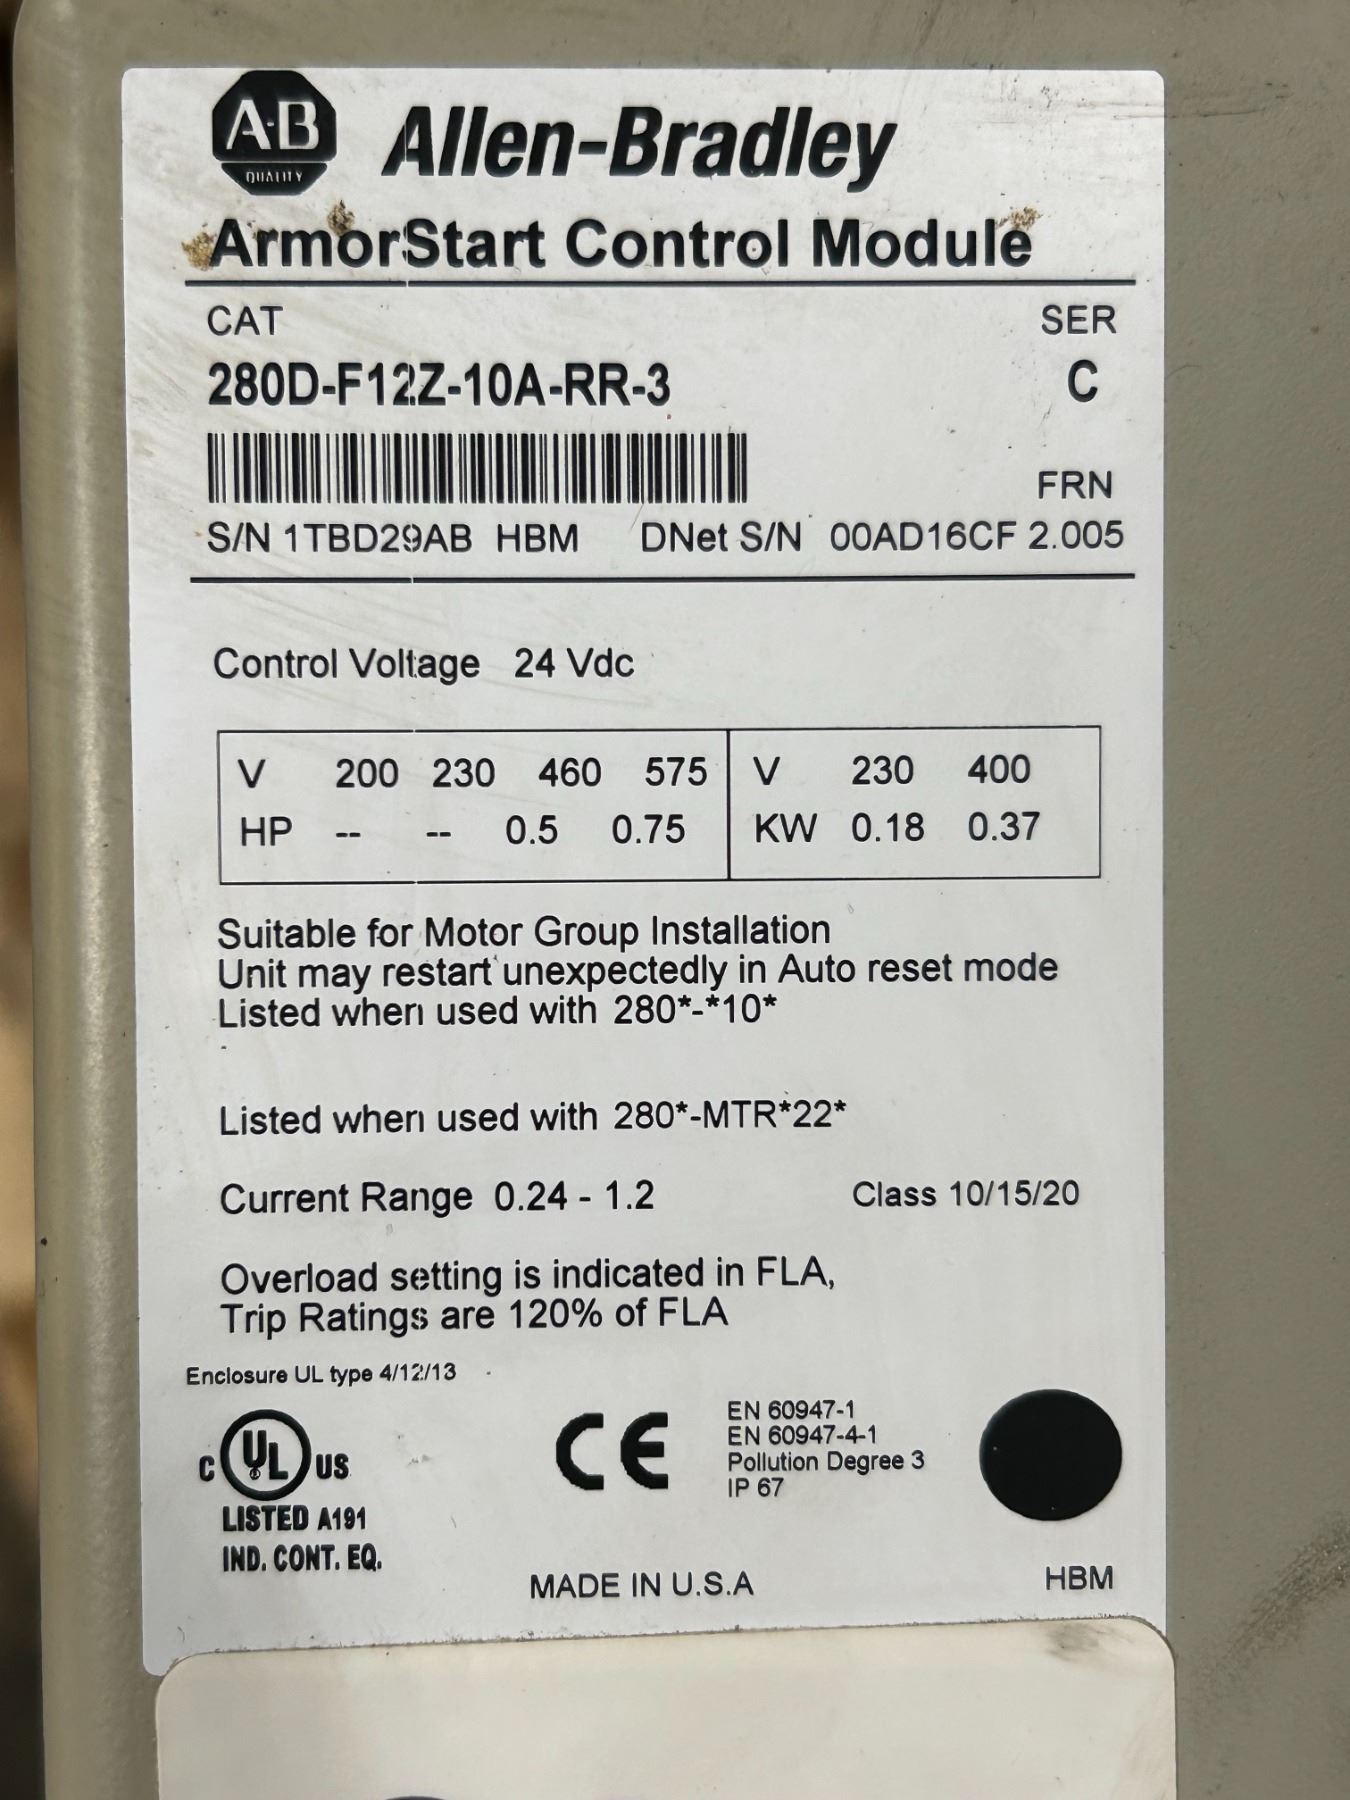 A·B
QUALITY
Allen-Bradley
ArmorStart Control Module
CAT SER
280D-F12Z-10A-RR-3 C
FRN
S/N 1TBD29AB HBM DNet S/N 00AD16CF 2.005
Control Voltage 24 Vdc
V 200 230 460 575 V 230 400
HP -- -- 0.5 0.75 KW 0.18 0.37
Suitable for Motor Group Installation
Unit may restart unexpectedly in Auto reset mode
Listed when used with 280*-*10*
Listed when used with 280*-MTR*22*
Current Range 0.24 - 1.2 Class 10/15/20
Overload setting is indicated in FLA,
Trip Ratings are 120% of FLA
Enclosure UL type 4/12/13
C UL ® US
LISTED A191
IND. CONT. EQ.
CE
EN 60947-1
EN 60947-4-1
Pollution Degree 3
IP 67
MADE IN U.S.A
HBM